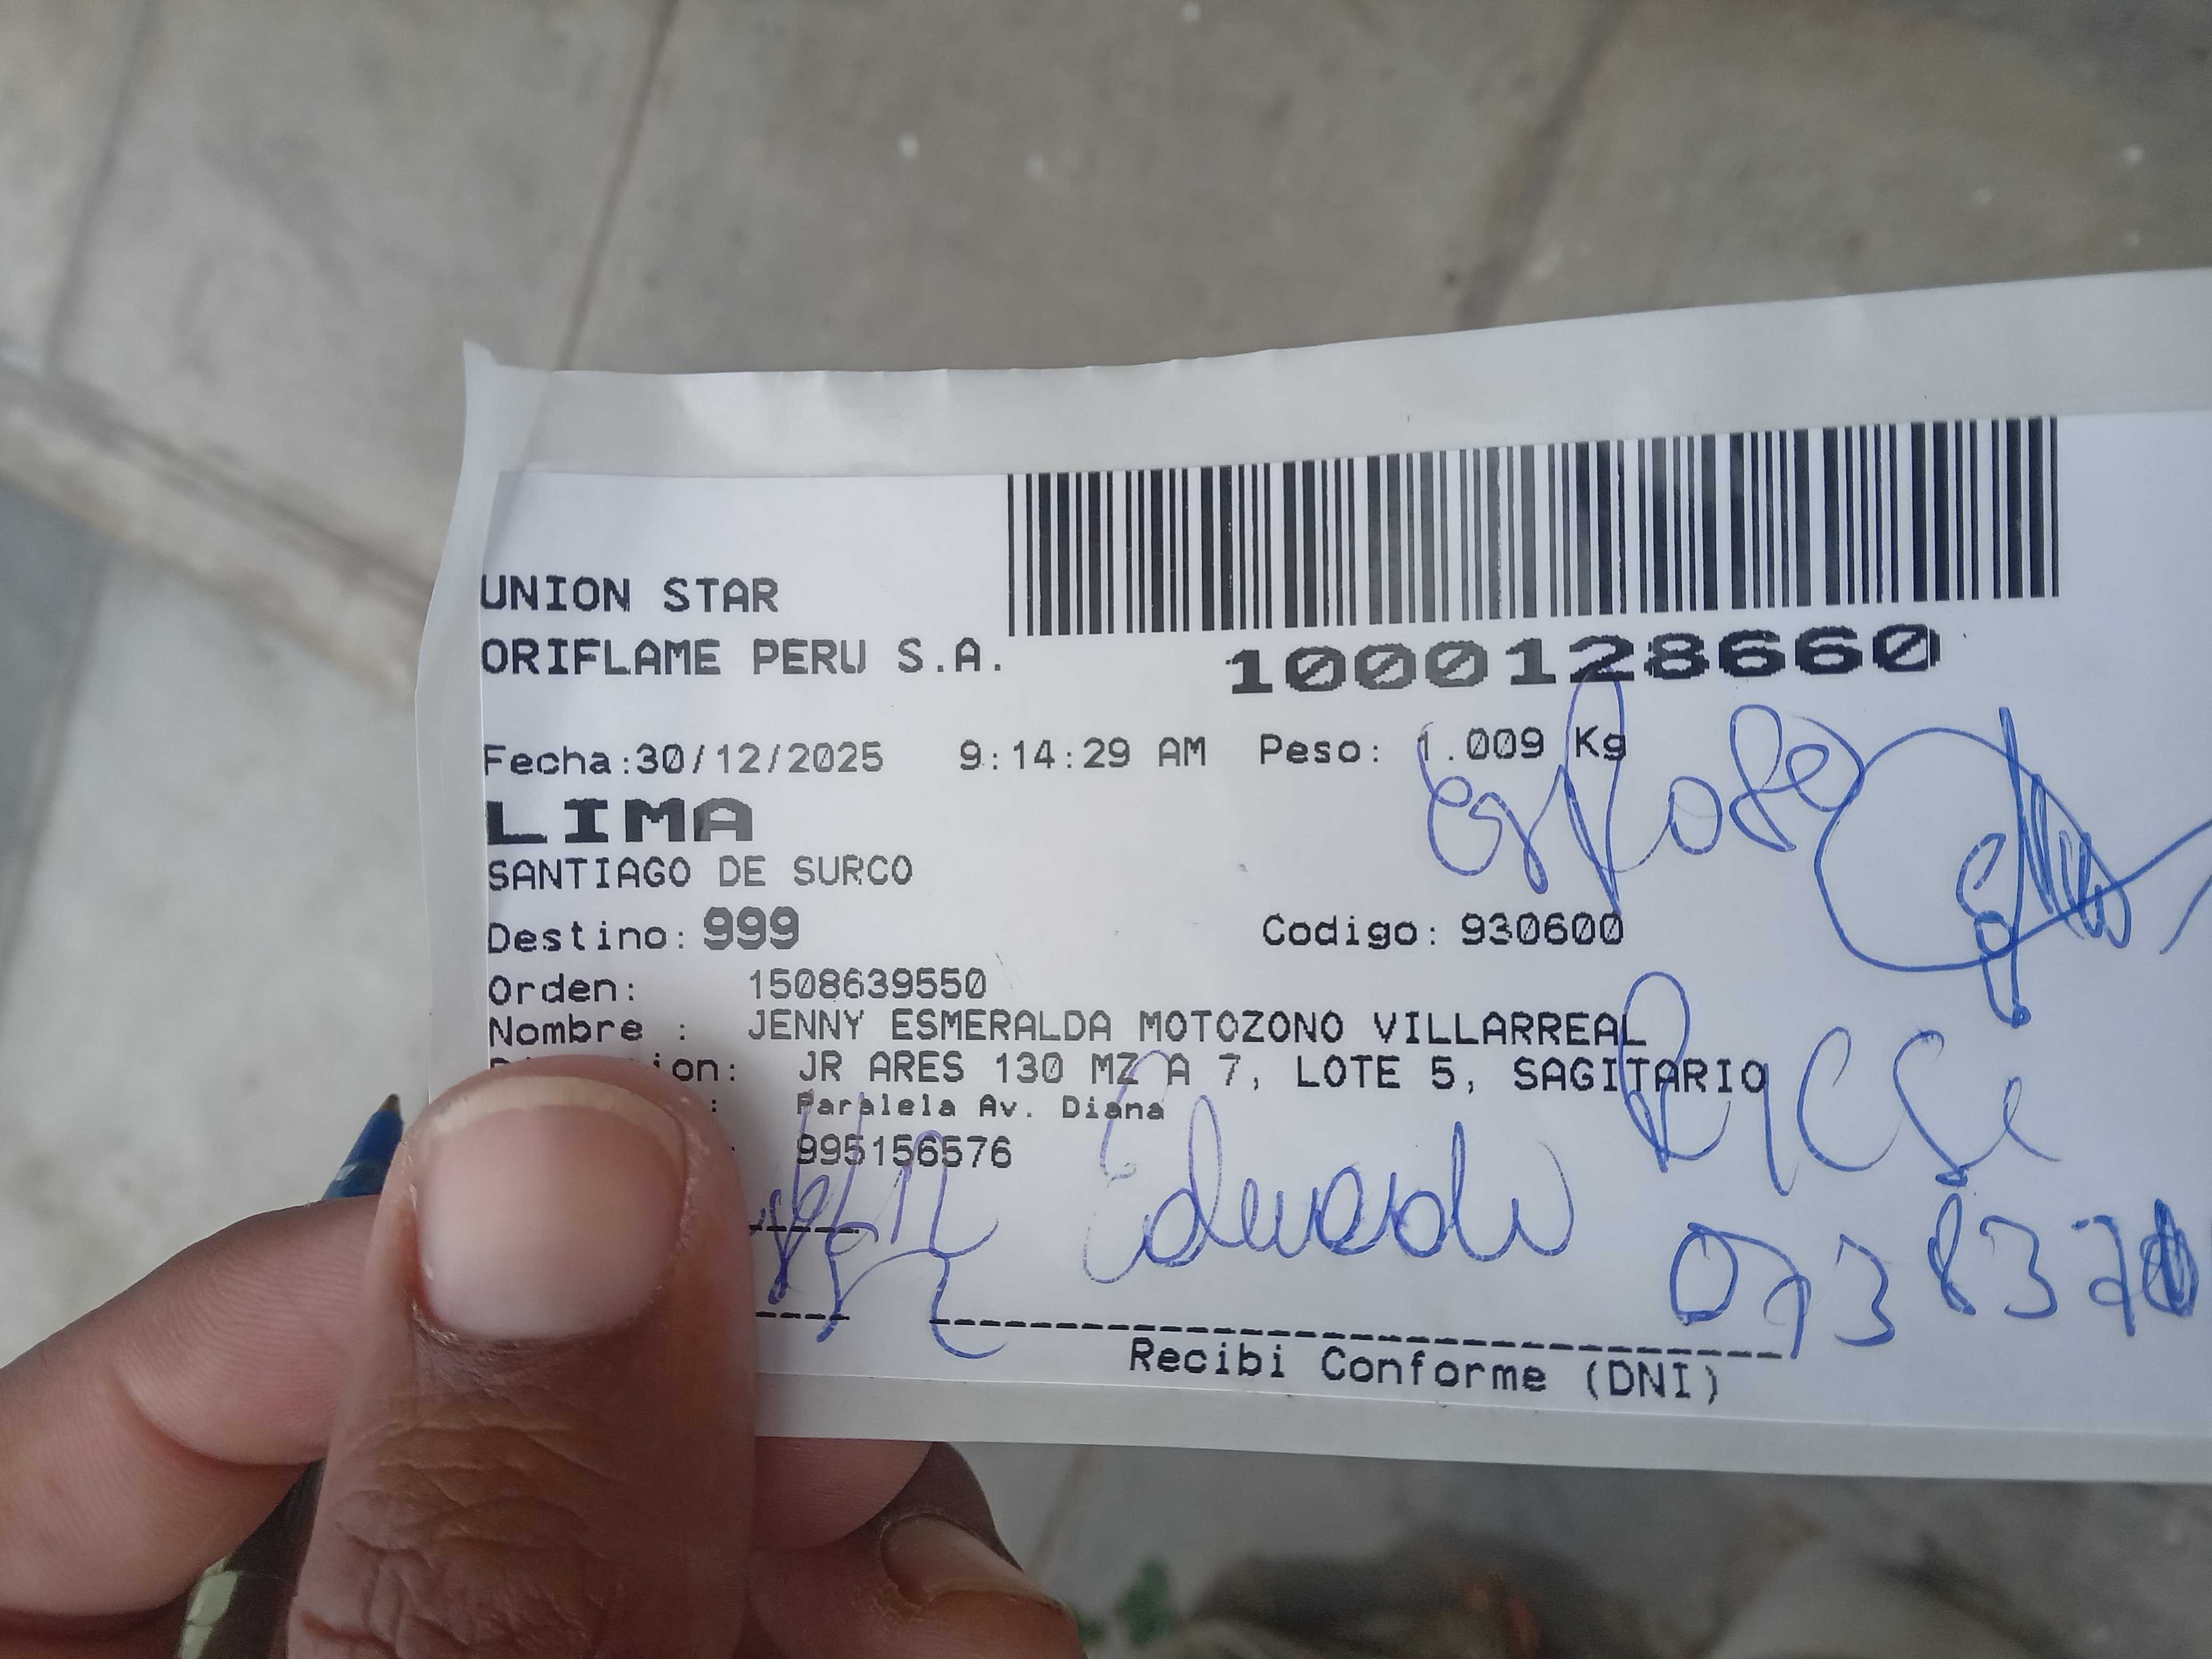 UNION STAR
ORIFLAME PERU S.A.
1000128660
Fecha:30/12/2025 9:14:29 AM Peso: 1.009 Kg
LIMA
SANTIAGO DE SURCO
esposo
Destino: 999 Codigo: 930600
Orden: 1508639550
Nombre : JENNY ESMERALDA MOTOZONO VILLARREAL
ion: JR ARES 130 MZ A 7, LOTE 5, SAGITARIO
: Paralela Av. Diana
995156576
Eduardo
Recibi Conforme (DNI)